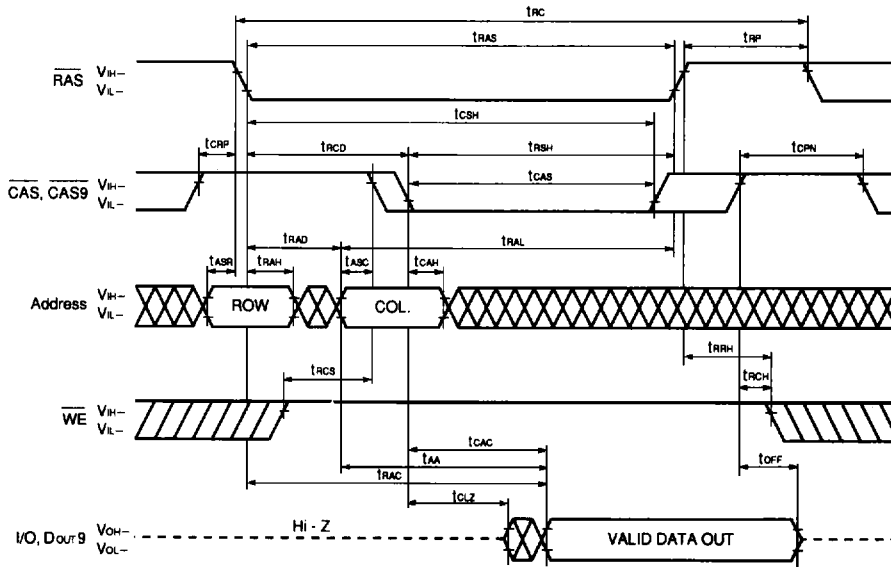 tRC
tRAS
tRP
RAS
VIH–
VIL–
tCSH
tCRP
tRCD
tRSH
tCPN
tCAS
CAS, CAS9
VIH–
VIL–
tRAD
tRAL
tASR
tRAH
tASC
tCAH
Address
VIH–
VIL–
ROW
COL.
tRRH
tRCS
tRCH
WE
VIH–
VIL–
tCAC
tAA
tOFF
tRAC
tCLZ
I/O, DOUT9
VOH–
VOL–
Hi - Z
VALID DATA OUT